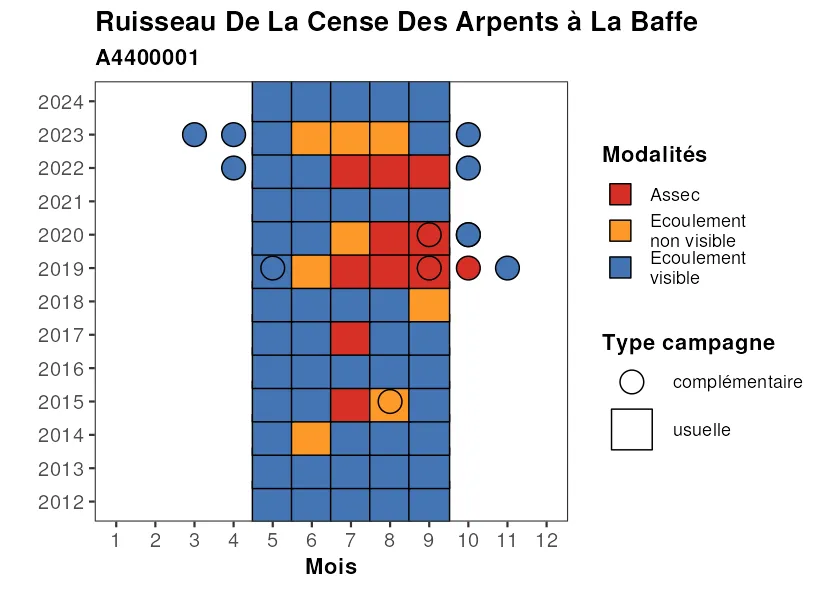 Ruisseau De La Cense Des Arpents à La Baffe
A4400001
2024
2023
2022
2021
2020
2019
2018
2017
2016
2015
2014
2013
2012
1 2 3 4 5 6 7 8 9 10 11 12
Mois
Modalités
Assec
Ecoulement
non visible
Ecoulement
visible
Type campagne
complémentaire
usuelle